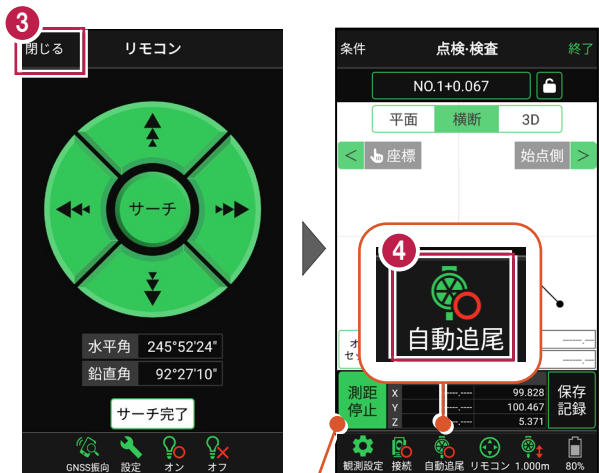 3
閉じる リモコン
サーチ
水平角 245°52'24"
鉛直角 92°27'10"
サーチ完了
GNSS振向 設定 オン オフ
条件 点検・検査 終了
NO.1+0.067
平面 横断 3D
< 座標 始点側 >
4
自動追尾
測距
停止
X ----.---- 99.828
Y ----.---- 100.467
Z ----.---- 5.371
保存
記録
観測設定 接続 自動追尾 リモコン 1.000m 80%